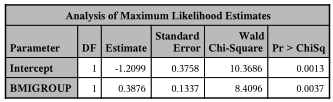 Analysis of Maximum Likelihood Estimates
Parameter DF Estimate Standard Error Wald Chi-Square Pr > ChiSq
Intercept 1 -1.2099 0.3758 10.3686 0.0013
BMIGROUP 1 0.3876 0.1337 8.4096 0.0037